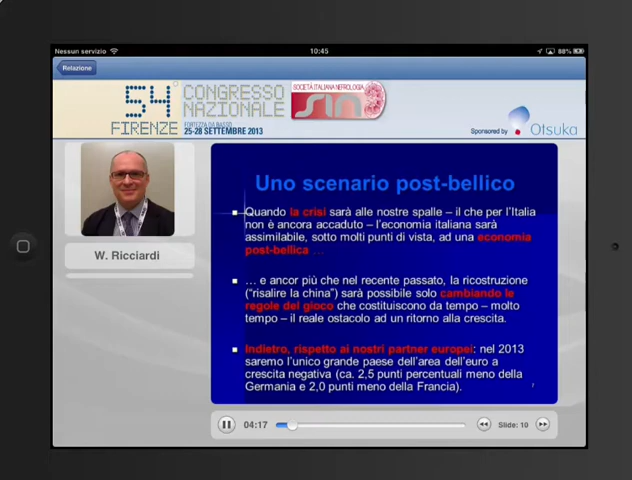 Nessun servizio
10:45
88%
Relazione
54° CONGRESSO
NAZIONALE
FIRENZE
FORTEZZA DA BASSO
25-28 SETTEMBRE 2013
SOCIETÀ ITALIANA NEFROLOGIA
sin
Sponsored by Otsuka
W. Ricciardi
Uno scenario post-bellico
Quando la crisi sarà alle nostre spalle – il che per l'Italia
non è ancora accaduto – l'economia italiana sarà
assimilabile, sotto molti punti di vista, ad una economia
post-bellica …
… e ancor più che nel recente passato, la ricostruzione
("risalire la china") sarà possibile solo cambiando le
regole del gioco che costituiscono da tempo – molto
tempo – il reale ostacolo ad un ritorno alla crescita.
Indietro, rispetto ai nostri partner europei: nel 2013
saremo l'unico grande paese dell'area dell'euro a
crescita negativa (ca. 2,5 punti percentuali meno della
Germania e 2,0 punti meno della Francia).
7
04:17
Slide: 10